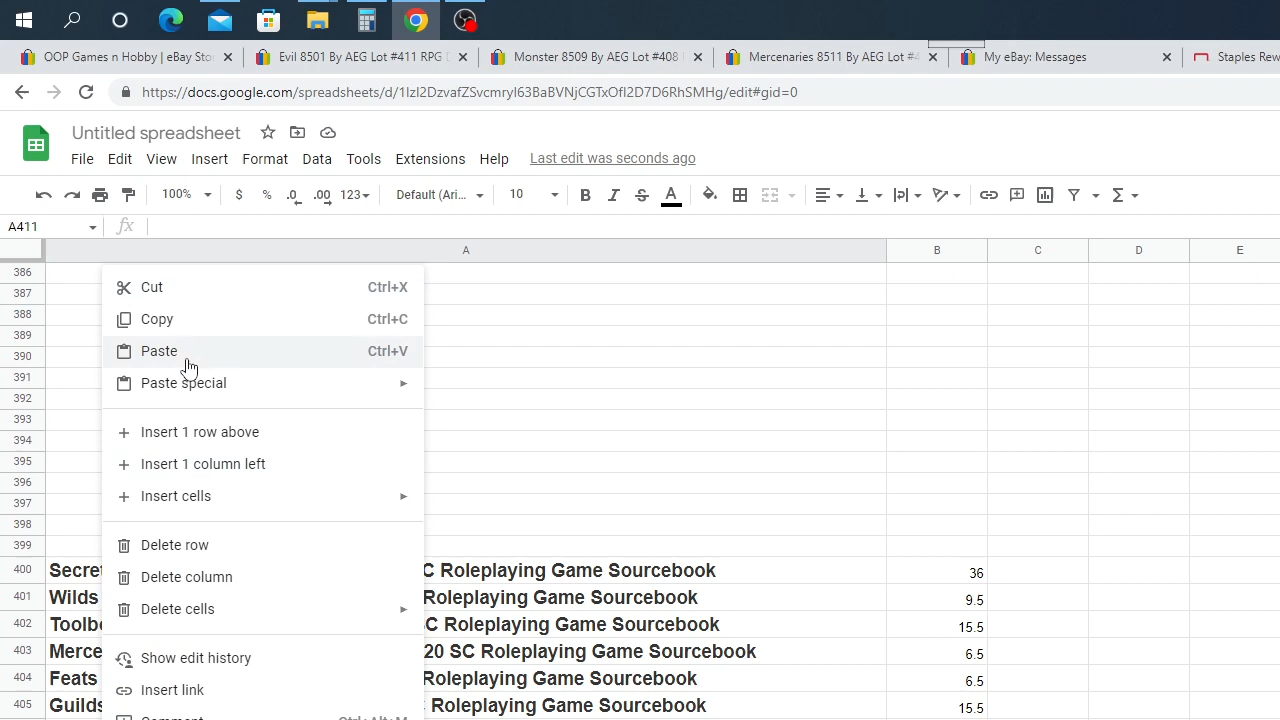 OOP Games n Hobby | eBay Sto
Evil 8501 By AEG Lot #411 RPG
Monster 8509 By AEG Lot #408
Mercenaries 8511 By AEG Lot #4
My eBay: Messages
Staples Rew
https://docs.google.com/spreadsheets/d/1IzI2DzvafZSvcmryI63BaBVNjCGTxOfI2D7D6RhSMHg/edit#gid=0
Untitled spreadsheet
File Edit View Insert Format Data Tools Extensions Help Last edit was seconds ago
100% $ % .0 .00 123 Default (Ari... 10 B I S A
A411 fx
A B C D E
386
Cut Ctrl+X
387
388
Copy Ctrl+C
389
Paste Ctrl+V
390
391
Paste special
392
393
394
Insert 1 row above
395
Insert 1 column left
396
Insert cells
397
398
399
Delete row
400 Secre C Roleplaying Game Sourcebook 36
Delete column
401 Wilds Roleplaying Game Sourcebook 9.5
Delete cells
402 Toolb C Roleplaying Game Sourcebook 15.5
403 Merce 20 SC Roleplaying Game Sourcebook 6.5
Show edit history
404 Feats Roleplaying Game Sourcebook 6.5
Insert link
405 Guilds Roleplaying Game Sourcebook 15.5